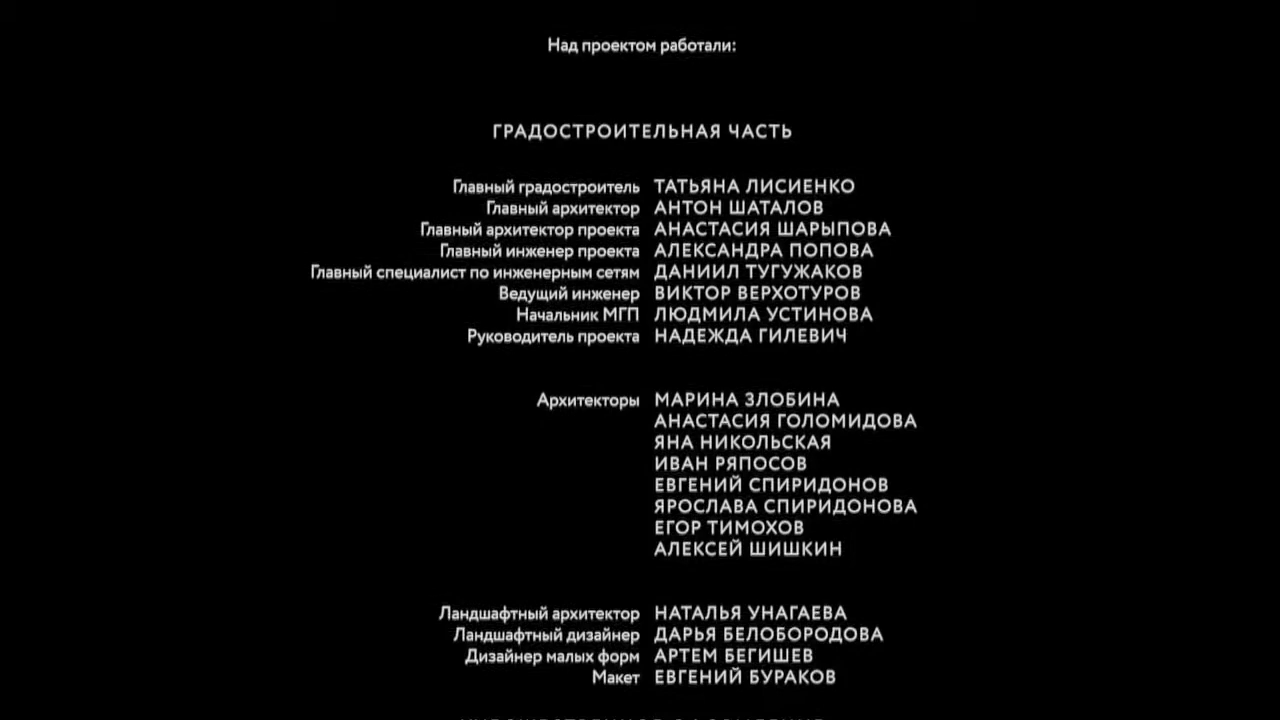 Над проектом работали:
ГРАДОСТРОИТЕЛЬНАЯ ЧАСТЬ
Главный градостроитель ТАТЬЯНА ЛИСИЕНКО
Главный архитектор АНТОН ШАТАЛОВ
Главный архитектор проекта АНАСТАСИЯ ШАРЫПОВА
Главный инженер проекта АЛЕКСАНДРА ПОПОВА
Главный специалист по инженерным сетям ДАНИИЛ ТУГУЖАКОВ
Ведущий инженер ВИКТОР ВЕРХОТУРОВ
Начальник МГП ЛЮДМИЛА УСТИНОВА
Руководитель проекта НАДЕЖДА ГИЛЕВИЧ
Архитекторы МАРИНА ЗЛОБИНА
АНАСТАСИЯ ГОЛОМИДОВА
ЯНА НИКОЛЬСКАЯ
ИВАН РЯПОСОВ
ЕВГЕНИЙ СПИРИДОНОВ
ЯРОСЛАВА СПИРИДОНОВА
ЕГОР ТИМОХОВ
АЛЕКСЕЙ ШИШКИН
Ландшафтный архитектор НАТАЛЬЯ УНАГАЕВА
Ландшафтный дизайнер ДАРЬЯ БЕЛОБОРОДОВА
Дизайнер малых форм АРТЕМ БЕГИШЕВ
Макет ЕВГЕНИЙ БУРАКОВ